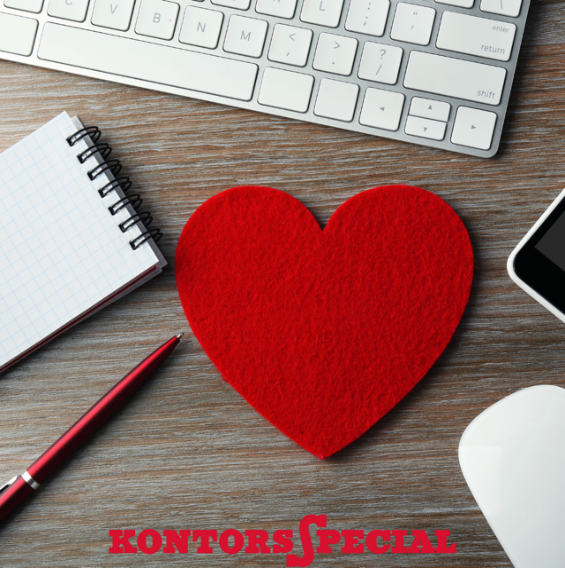 C V B N M < , > . ? / : ; " ' enter return
shift
KONTORSSPECIAL